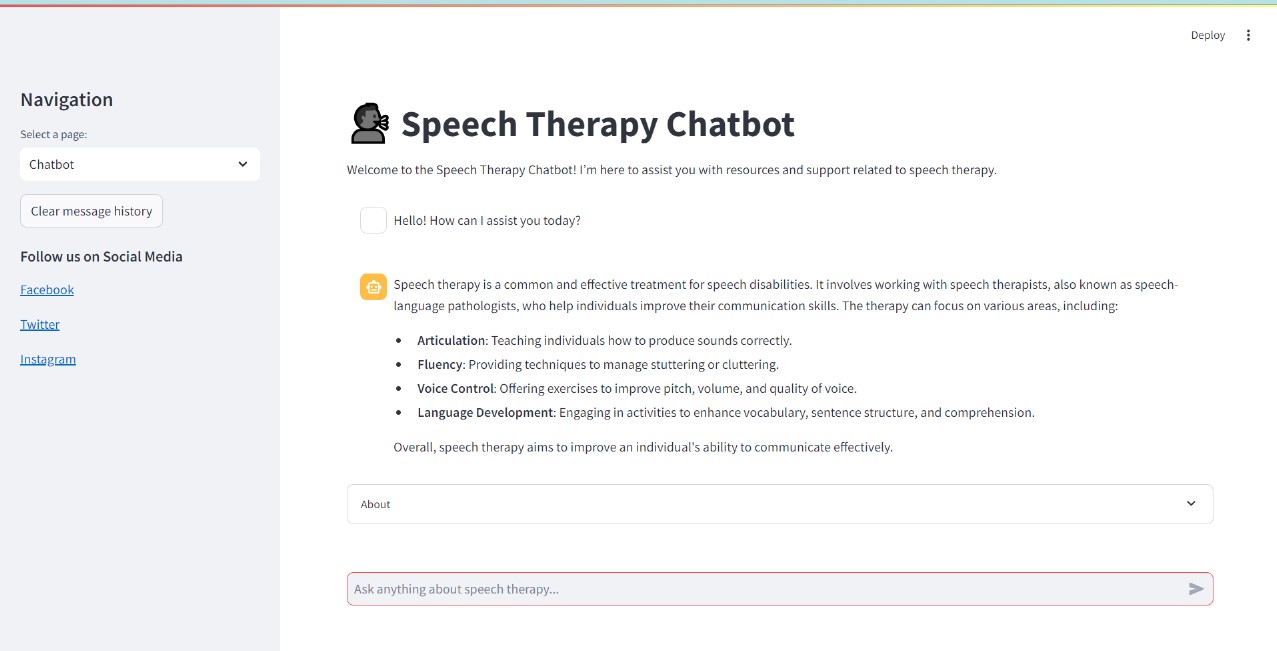 Deploy
Navigation
Select a page:
Chatbot
Clear message history
Follow us on Social Media
Facebook
Twitter
Instagram
Speech Therapy Chatbot
Welcome to the Speech Therapy Chatbot! I'm here to assist you with resources and support related to speech therapy.
Hello! How can I assist you today?
Speech therapy is a common and effective treatment for speech disabilities. It involves working with speech therapists, also known as speech-
language pathologists, who help individuals improve their communication skills. The therapy can focus on various areas, including:
• Articulation: Teaching individuals how to produce sounds correctly.
• Fluency: Providing techniques to manage stuttering or cluttering.
• Voice Control: Offering exercises to improve pitch, volume, and quality of voice.
• Language Development: Engaging in activities to enhance vocabulary, sentence structure, and comprehension.
Overall, speech therapy aims to improve an individual's ability to communicate effectively.
About
Ask anything about speech therapy...